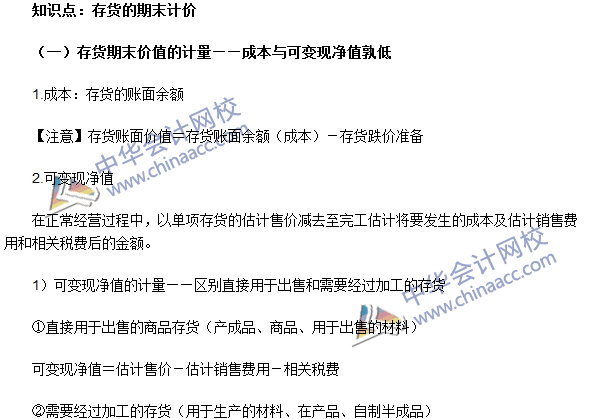 知识点：存货的期末计价
（一）存货期末价值的计量——成本与可变现净值孰低
1.成本：存货的账面余额
【注意】存货账面价值＝存货账面余额（成本）－存货跌价准备
2.可变现净值
在正常经营过程中，以单项存货的估计售价减去至完工估计将要发生的成本及估计销售费
用和相关税费后的金额。
1）可变现净值的计量——区别直接用于出售和需要经过加工的存货
①直接用于出售的商品存货（产成品、商品、用于出售的材料）
可变现净值＝估计售价－估计销售费用－相关税费
②需要经过加工的存货（用于生产的材料、在产品、自制半成品）
中华会计网校
www.chinaacc.com
中华会计网校
www.chinaacc.com